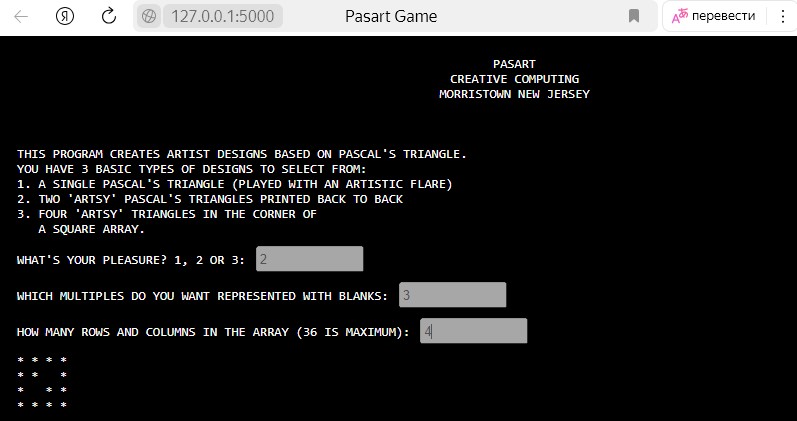 Я 127.0.0.1:5000 Pasart Game перевести
PASART
CREATIVE COMPUTING
MORRISTOWN NEW JERSEY
THIS PROGRAM CREATES ARTIST DESIGNS BASED ON PASCAL'S TRIANGLE.
YOU HAVE 3 BASIC TYPES OF DESIGNS TO SELECT FROM:
1. A SINGLE PASCAL'S TRIANGLE (PLAYED WITH AN ARTISTIC FLARE)
2. TWO 'ARTSY' PASCAL'S TRIANGLES PRINTED BACK TO BACK
3. FOUR 'ARTSY' TRIANGLES IN THE CORNER OF
A SQUARE ARRAY.
WHAT'S YOUR PLEASURE? 1, 2 OR 3: 2
WHICH MULTIPLES DO YOU WANT REPRESENTED WITH BLANKS: 3
HOW MANY ROWS AND COLUMNS IN THE ARRAY (36 IS MAXIMUM): 4
* * * *
* *   *
*   * *
* * * *